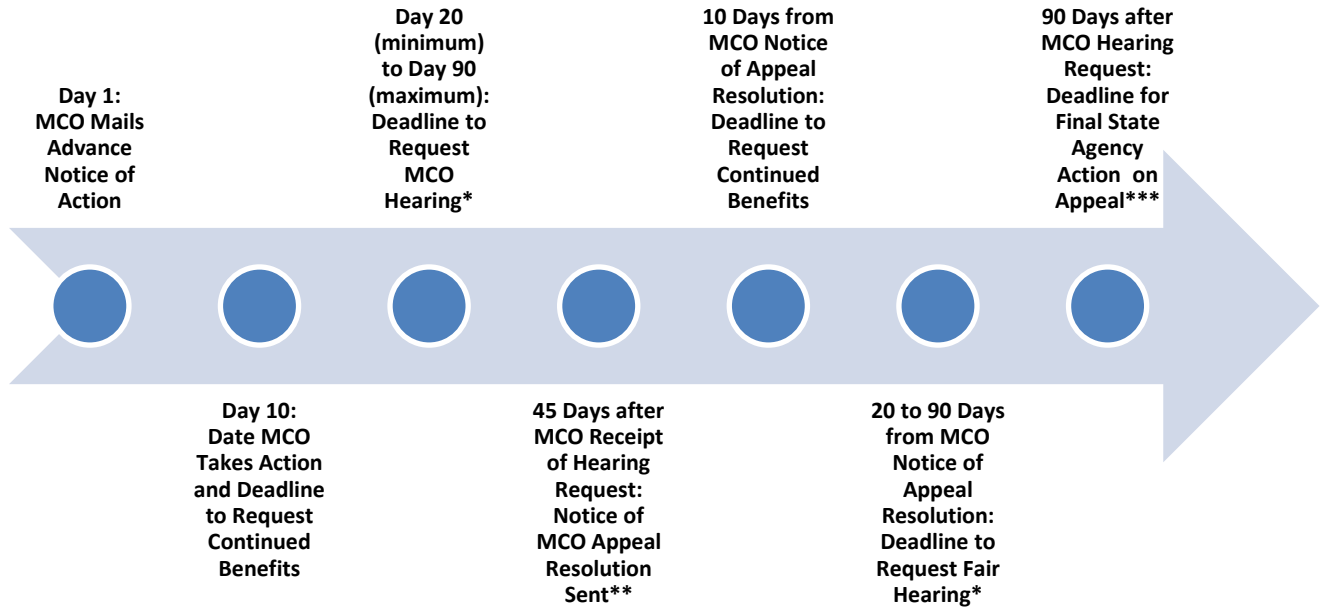 Day 1:
MCO Mails
Advance
Notice of
Action
Day 10:
Date MCO
Takes Action
and Deadline
to Request
Continued
Benefits
Day 20
(minimum)
to Day 90
(maximum):
Deadline to
Request
MCO
Hearing*
45 Days after
MCO Receipt
of Hearing
Request:
Notice of
MCO Appeal
Resolution
Sent**
10 Days from
MCO Notice
of Appeal
Resolution:
Deadline to
Request
Continued
Benefits
20 to 90 Days
from MCO
Notice of
Appeal
Resolution:
Deadline to
Request Fair
Hearing*
90 Days after
MCO Hearing
Request:
Deadline for
Final State
Agency
Action on
Appeal***